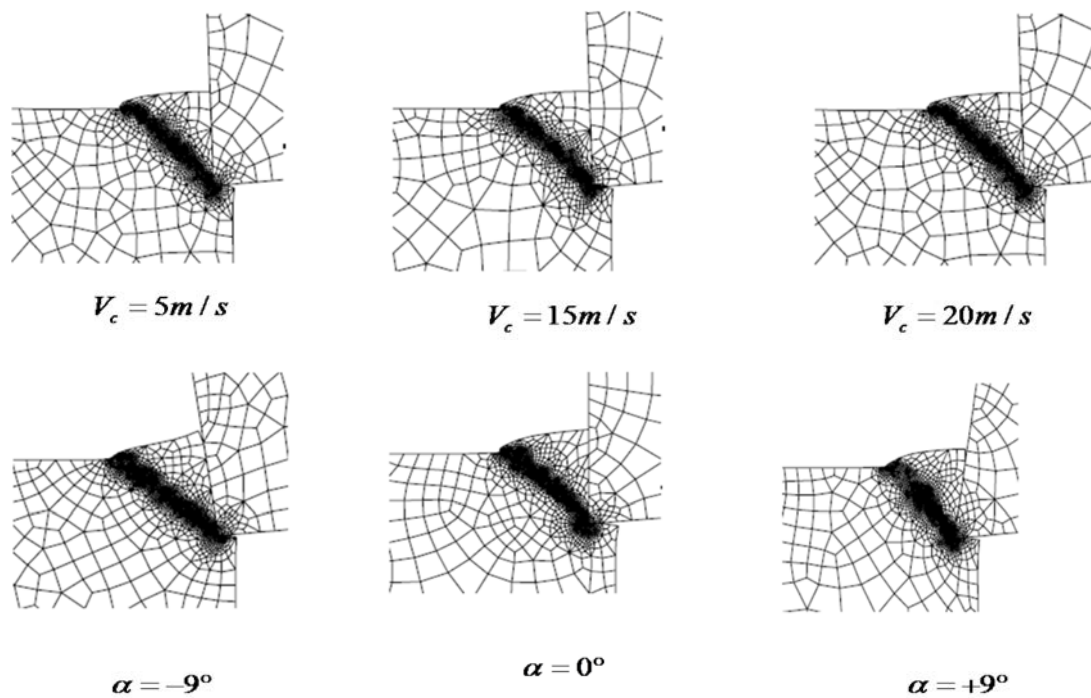 V_c = 5m / s
V_c = 15m / s
V_c = 20m / s
α = –9°
α = 0°
α = +9°